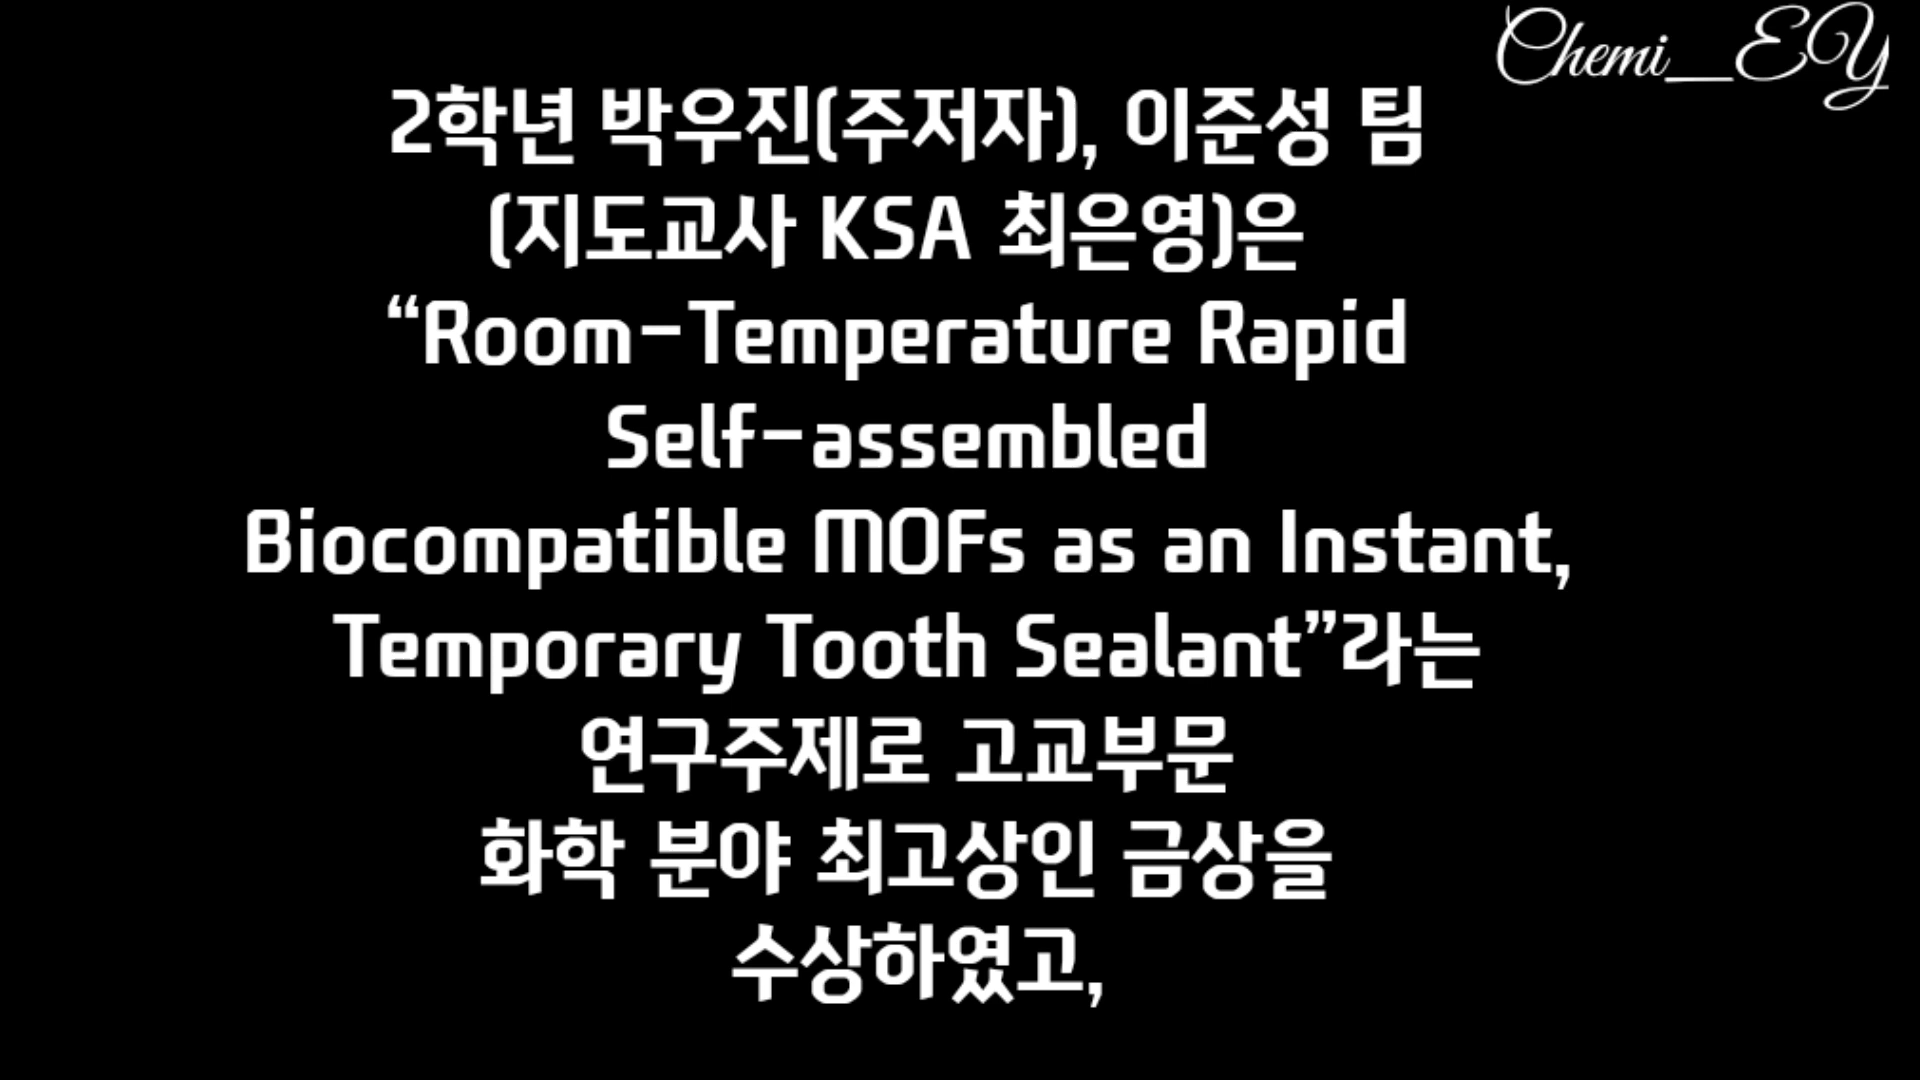 Chemi_EY
2학년 박우진(주저자), 이준성 팀
(지도교사 KSA 최은영)은
“Room-Temperature Rapid
Self-assembled
Biocompatible MOFs as an Instant,
Temporary Tooth Sealant”라는
연구주제로 고교부문
화학 분야 최고상인 금상을
수상하였고,